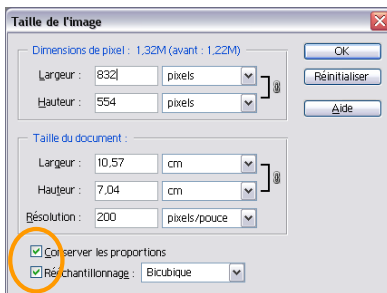 Taille de l'image
Dimensions de pixel : 1,32M (avant : 1,22M)
OK
Largeur : 832 pixels
Réinitialiser
Hauteur : 554 pixels
Aide
Taille du document :
Largeur : 10,57 cm
Hauteur : 7,04 cm
Résolution : 200 pixels/pouce
Conserver les proportions
Rééchantillonnage : Bicubique